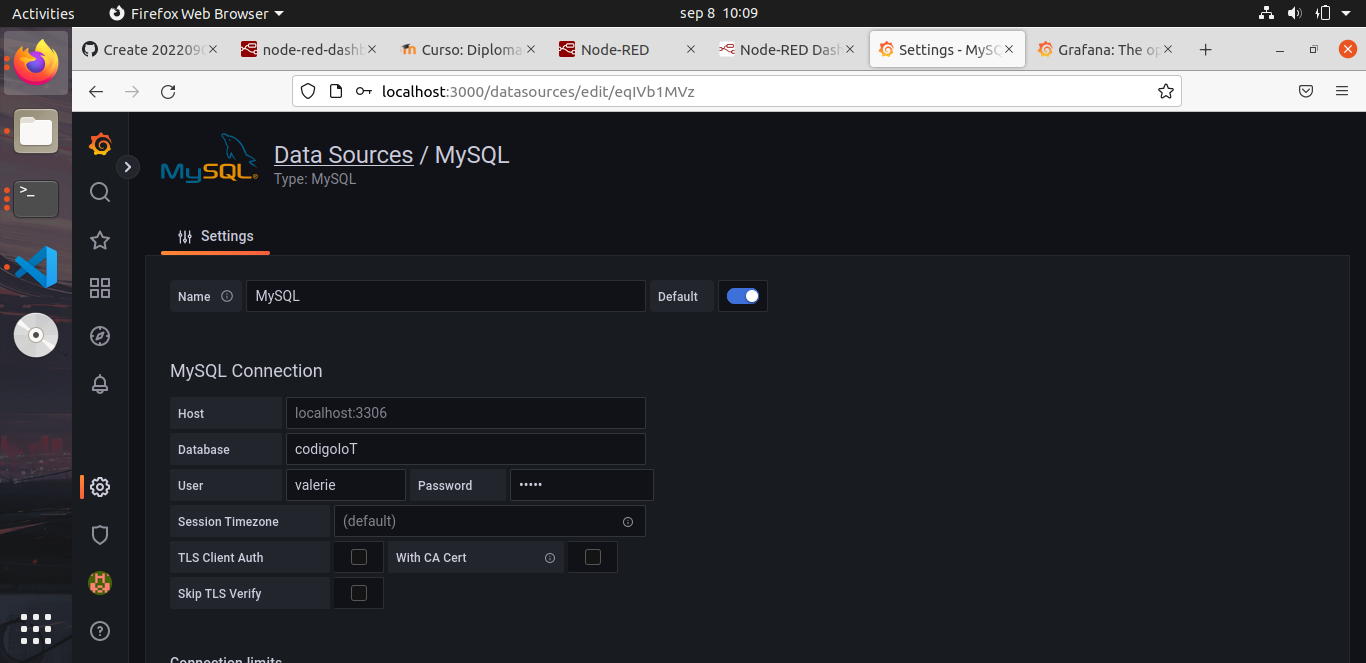 Activities Firefox Web Browser sep 8 10:09
Create 202209 node-red-dashb Curso: Diploma Node-RED Node-RED Das Settings - MySQ Grafana: The op
localhost:3000/datasources/edit/eqIVb1MVz
MySQL
Data Sources / MySQL
Type: MySQL
Settings
Name MySQL Default
MySQL Connection
Host localhost:3306
Database codigoIoT
User valerie Password •••••
Session Timezone (default)
TLS Client Auth With CA Cert
Skip TLS Verify
Connection limits